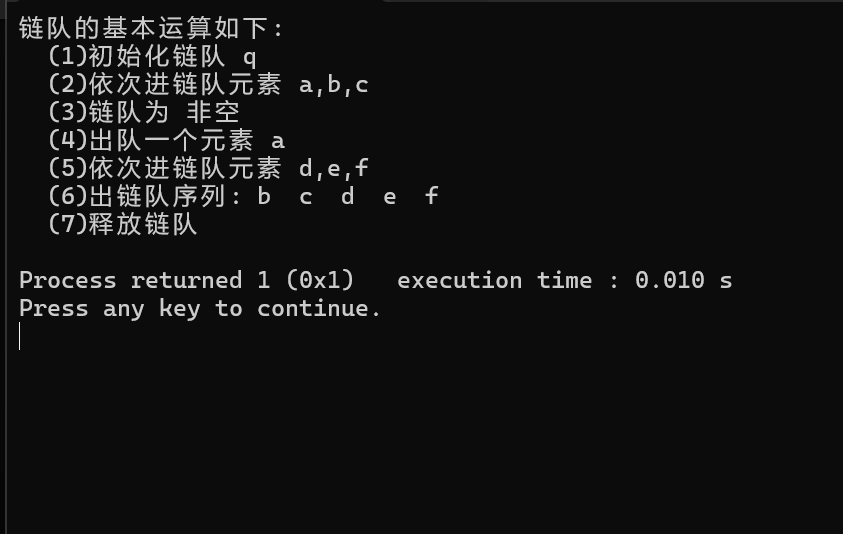 链队的基本运算如下:
(1)初始化链队 q
(2)依次进链队元素 a,b,c
(3)链队为 非空
(4)出队一个元素 a
(5)依次进链队元素 d,e,f
(6)出链队序列: b c d e f
(7)释放链队
Process returned 1 (0x1) execution time : 0.010 s
Press any key to continue.